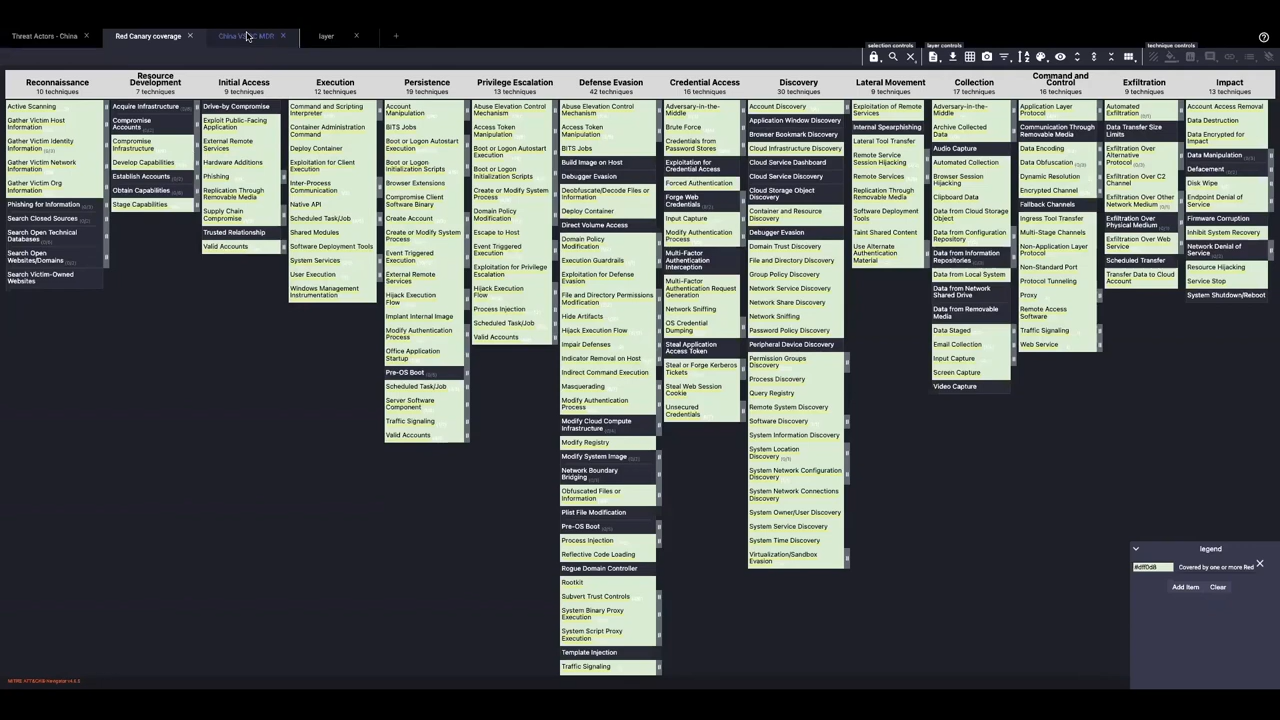 Threat Actors - China
Red Canary coverage
layer
selection controls
layer controls
technique controls
Reconnaissance
10 techniques
Active Scanning
Gather Victim Host
Information
Gather Victim Identity
Information
Gather Victim Network
Information
Gather Victim Org
Information
Phishing for Information
Search Closed Sources
Search Open Technical
Databases
Search Open
Websites/Domains
Search Victim-Owned
Websites
Resource
Development
7 techniques
Acquire Infrastructure
Compromise
Accounts
Compromise
Infrastructure
Develop Capabilities
Establish Accounts
Obtain Capabilities
Stage Capabilities
Initial Access
9 techniques
Drive-by Compromise
Exploit Public-Facing
Application
External Remote
Services
Hardware Additions
Phishing
Replication Through
Removable Media
Supply Chain
Compromise
Trusted Relationship
Valid Accounts
Execution
12 techniques
Command and Scripting
Interpreter
Container Administration
Command
Deploy Container
Exploitation for Client
Execution
Inter-Process
Communication
Native API
Scheduled Task/Job
Shared Modules
Software Deployment Tools
System Services
User Execution
Windows Management
Instrumentation
Persistence
19 techniques
Account
Manipulation
BITS Jobs
Boot or Logon Autostart
Execution
Boot or Logon
Initialization Scripts
Browser Extensions
Compromise Client
Software Binary
Create Account
Create or Modify System
Process
Event Triggered
Execution
External Remote
Services
Hijack Execution
Flow
Implant Internal Image
Modify Authentication
Process
Office Application
Startup
Pre-OS Boot
Scheduled Task/Job
Server Software
Component
Traffic Signaling
Valid Accounts
Privilege Escalation
13 techniques
Abuse Elevation Control
Mechanism
Access Token
Manipulation
Boot or Logon Autostart
Execution
Boot or Logon
Initialization Scripts
Create or Modify System
Process
Domain Policy
Modification
Escape to Host
Event Triggered
Execution
Exploitation for Privilege
Escalation
Hijack Execution
Flow
Process Injection
Scheduled Task/Job
Valid Accounts
Defense Evasion
42 techniques
Abuse Elevation Control
Mechanism
Access Token
Manipulation
BITS Jobs
Build Image on Host
Debugger Evasion
Deobfuscate/Decode Files or
Information
Deploy Container
Direct Volume Access
Domain Policy
Modification
Execution Guardrails
Exploitation for Defense
Evasion
File and Directory Permissions
Modification
Hide Artifacts
Hijack Execution Flow
Impair Defenses
Indicator Removal on Host
Indirect Command Execution
Masquerading
Modify Authentication
Process
Modify Cloud Compute
Infrastructure
Modify Registry
Modify System Image
Network Boundary
Bridging
Obfuscated Files or
Information
Plist File Modification
Pre-OS Boot
Process Injection
Reflective Code Loading
Rogue Domain Controller
Rootkit
Subvert Trust Controls
System Binary Proxy
Execution
System Script Proxy
Execution
Template Injection
Traffic Signaling
Credential Access
16 techniques
Adversary-in-the-
Middle
Brute Force
Credentials from
Password Stores
Exploitation for
Credential Access
Forced Authentication
Forge Web
Credentials
Input Capture
Modify Authentication
Process
Multi-Factor
Authentication
Interception
Multi-Factor
Authentication Request
Generation
Network Sniffing
OS Credential
Dumping
Steal Application
Access Token
Steal or Forge Kerberos
Tickets
Steal Web Session
Cookie
Unsecured
Credentials
Discovery
30 techniques
Account Discovery
Application Window Discovery
Browser Bookmark Discovery
Cloud Infrastructure Discovery
Cloud Service Dashboard
Cloud Service Discovery
Cloud Storage Object
Discovery
Container and Resource
Discovery
Debugger Evasion
Domain Trust Discovery
File and Directory Discovery
Group Policy Discovery
Network Service Discovery
Network Share Discovery
Network Sniffing
Password Policy Discovery
Peripheral Device Discovery
Permission Groups
Discovery
Process Discovery
Query Registry
Remote System Discovery
Software Discovery
System Information Discovery
System Location
Discovery
System Network Configuration
Discovery
System Network Connections
Discovery
System Owner/User Discovery
System Service Discovery
System Time Discovery
Virtualization/Sandbox
Evasion
Lateral Movement
9 techniques
Exploitation of Remote
Services
Internal Spearphishing
Lateral Tool Transfer
Remote Service
Session Hijacking
Remote Services
Replication Through
Removable Media
Software Deployment
Tools
Taint Shared Content
Use Alternate
Authentication
Material
Collection
17 techniques
Adversary-in-the-
Middle
Archive Collected
Data
Audio Capture
Automated Collection
Browser Session
Hijacking
Clipboard Data
Data from Cloud Storage
Object
Data from Configuration
Repository
Data from Information
Repositories
Data from Local System
Data from Network
Shared Drive
Data from Removable
Media
Data Staged
Email Collection
Input Capture
Screen Capture
Video Capture
Command and
Control
16 techniques
Application Layer
Protocol
Communication Through
Removable Media
Data Encoding
Data Obfuscation
Dynamic Resolution
Encrypted Channel
Fallback Channels
Ingress Tool Transfer
Multi-Stage Channels
Non-Application Layer
Protocol
Non-Standard Port
Protocol Tunneling
Proxy
Remote Access
Software
Traffic Signaling
Web Service
Exfiltration
9 techniques
Automated
Exfiltration
Data Transfer Size
Limits
Exfiltration Over
Alternative
Protocol
Exfiltration Over C2
Channel
Exfiltration Over Other
Network Medium
Exfiltration Over
Physical Medium
Exfiltration Over Web
Service
Scheduled Transfer
Transfer Data to Cloud
Account
Impact
13 techniques
Account Access Removal
Data Destruction
Data Encrypted for
Impact
Data Manipulation
Defacement
Disk Wipe
Endpoint Denial of
Service
Firmware Corruption
Inhibit System Recovery
Network Denial of
Service
Resource Hijacking
Service Stop
System Shutdown/Reboot
legend
#dff0d8 Covered by one or more Red
Add Item Clear